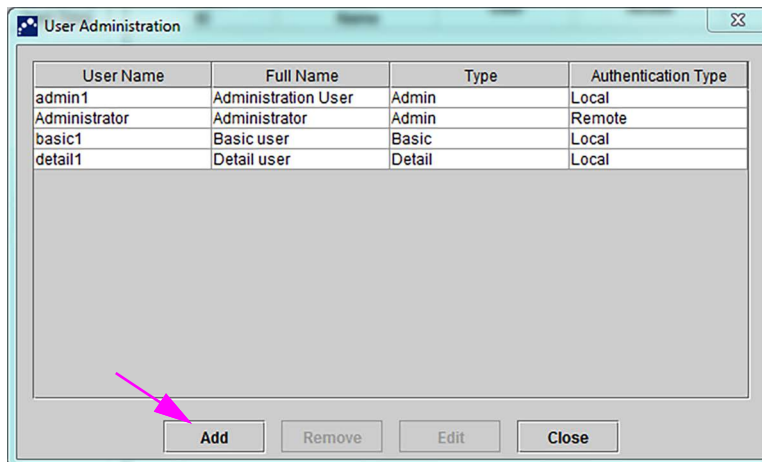 User Administration
User Name Full Name Type Authentication Type
admin1 Administration User Admin Local
Administrator Administrator Admin Remote
basic1 Basic user Basic Local
detail1 Detail user Detail Local
Add Remove Edit Close